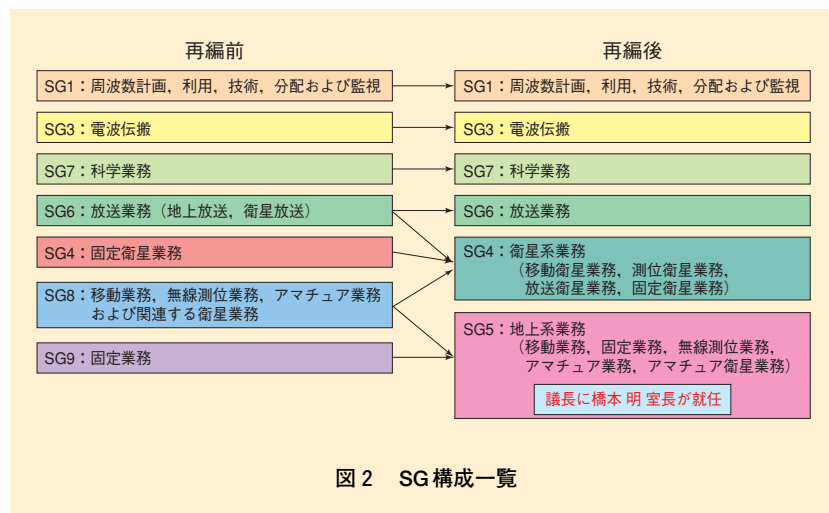 再編前
SG1：周波数計画，利用，技術，分配および監視
SG3：電波伝搬
SG7：科学業務
SG6：放送業務（地上放送，衛星放送）
SG4：固定衛星業務
SG8：移動業務，無線測位業務，アマチュア業務
および関連する衛星業務
SG9：固定業務
再編後
SG1：周波数計画，利用，技術，分配および監視
SG3：電波伝搬
SG7：科学業務
SG6：放送業務
SG4：衛星系業務
（移動衛星業務，測位衛星業務，
放送衛星業務，固定衛星業務）
SG5：地上系業務
（移動業務，固定業務，無線測位業務，
アマチュア業務，アマチュア衛星業務）
議長に橋本 明 室長が就任
図 2　SG 構成一覧